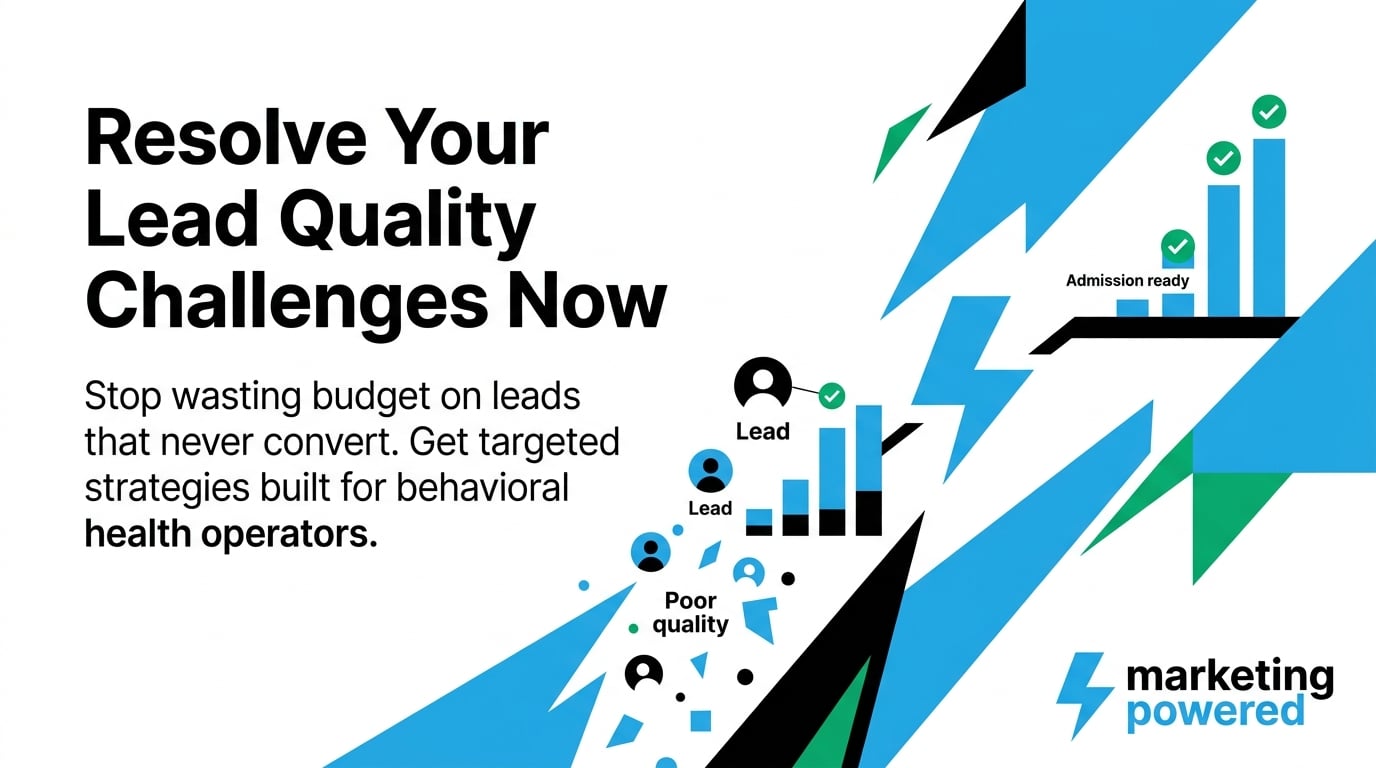 Resolve Your
Lead Quality
Challenges Now
Stop wasting budget on leads
that never convert. Get targeted
strategies built for behavioral
health operators.
Admission ready
Lead
Lead
Poor
quality
marketing
powered